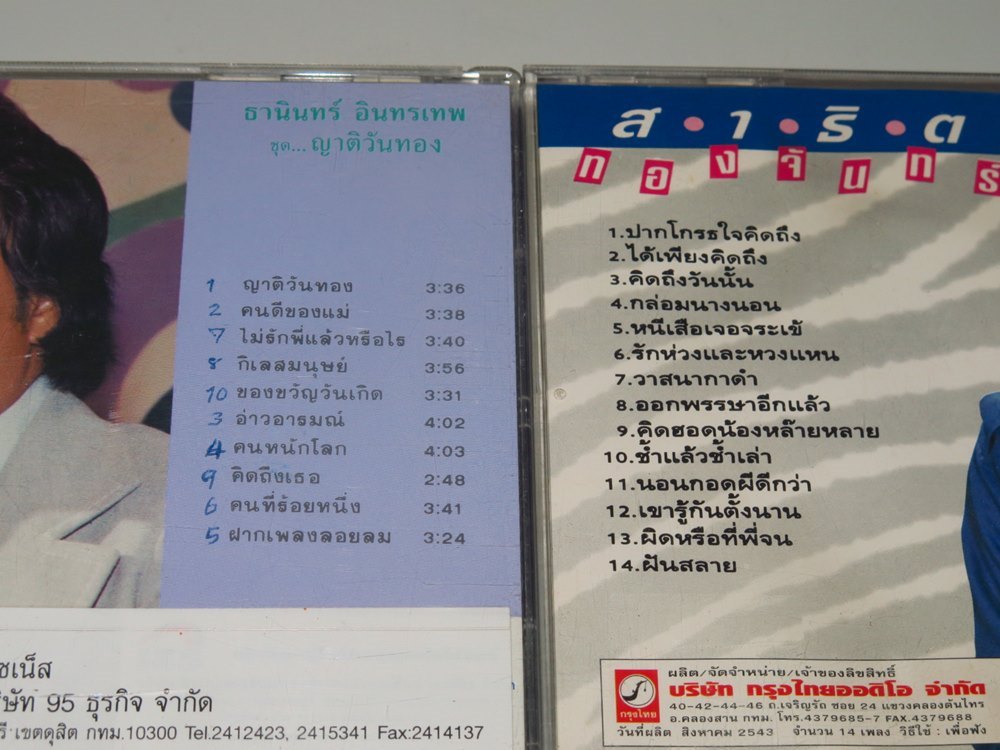 ธานินทร์ อินทรเทพ
ชุด... ญาติวันทอง
1 ญาติวันทอง 3:36
2 คนดีของแม่ 3:38
7 ไม่รักพี่แล้วหรือไร 3:40
8 กิเลสมนุษย์ 3:56
10 ของขวัญวันเกิด 3:31
3 อ่าวอารมณ์ 4:02
4 คนหนักโลก 4:03
9 คิดถึงเธอ 2:48
6 คนที่ร้อยหนึ่ง 3:41
5 ฝากเพลงลอยลม 3:24
95 ธุรกิจ จำกัด
เขตดุสิต กทม.10300 Tel.2412423, 2415341 Fax:2414137
ส•า•ธิ•ต
ทองจันทร์
1.ปากโกรธใจคิดถึง
2.ได้เพียงคิดถึง
3.คิดถึงวันนั้น
4.กล่อมนางนอน
5.หนีเสือเจอจระเข้
6.รักห่วงและหวงแหน
7.วาสนากาดำ
8.ออกพรรษาอีกแล้ว
9.คิดฮอดน้องหล๊ายหลาย
10.ช้ำแล้วช้ำเล่า
11.นอนกอดผีดีกว่า
12.เขารู้กันตั้งนาน
13.ผิดหรือที่พี่จน
14.ฝันสลาย
กรุงไทย
ผลิต/จัดจำหน่าย/เจ้าของลิขสิทธิ์
บริษัท กรุงไทยออดิโอ จำกัด
40-42-44-46 ถ.เจริญรัถ ซอย 24 แขวงคลองต้นไทร
อ.คลองสาน กทม. โทร.4379685-7 FAX.4379688
วันที่ผลิต สิงหาคม 2543 จำนวน 14 เพลง วิธีใช้ : เพื่อฟัง